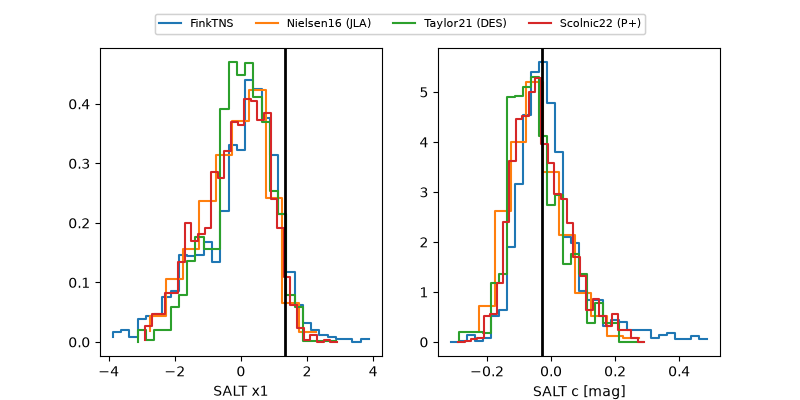 FinkTNS Nielsen16 (JLA) Taylor21 (DES) Scolnic22 (P+)
0.4
0.3
0.2
0.1
0.0
−4 −2 0 2 4
SALT x1
5
4
3
2
1
0
−0.2 0.0 0.2 0.4
SALT c [mag]